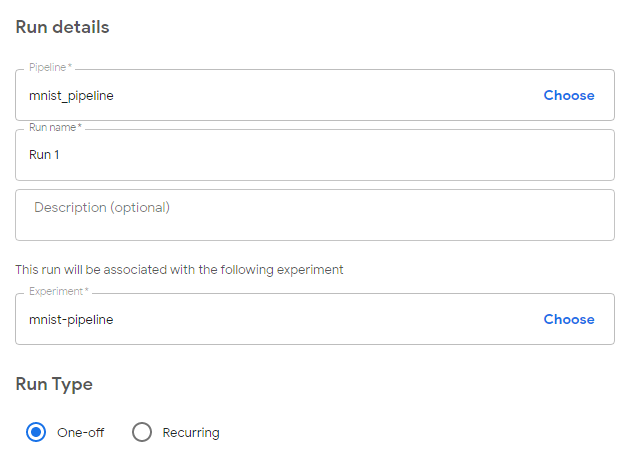 Run details
Pipeline*
mnist_pipeline
Choose
Run name*
Run 1
Description (optional)
This run will be associated with the following experiment
Experiment*
mnist-pipeline
Choose
Run Type
One-off
Recurring